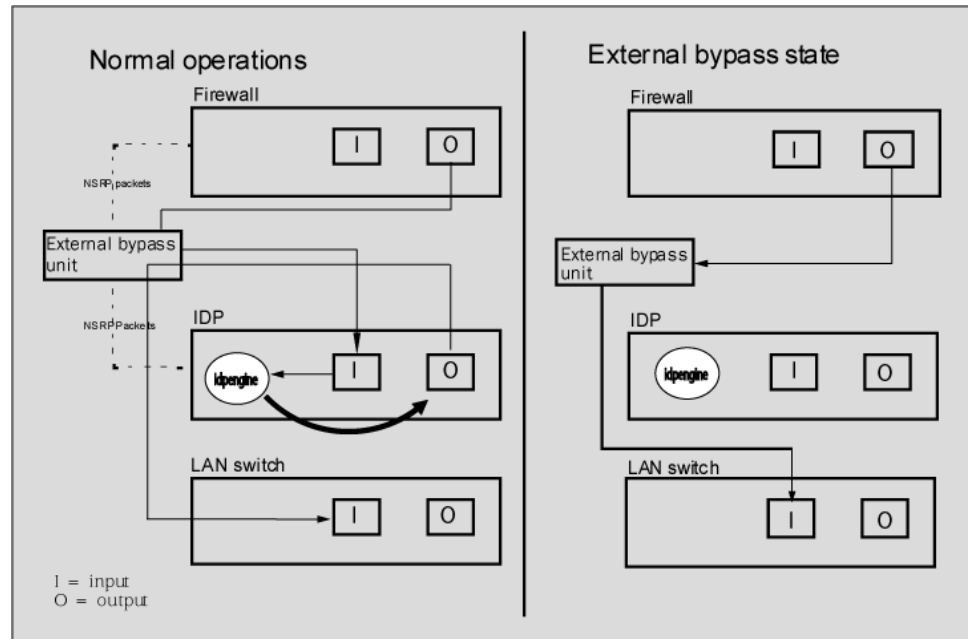 Normal operations
Firewall
I
O
NSRP packets
External bypass
unit
NSRP Packets
IDP
idpengine
I
O
LAN switch
I
O
I = input
O = output
External bypass state
Firewall
I
O
External bypass
unit
IDP
idpengine
I
O
LAN switch
I
O